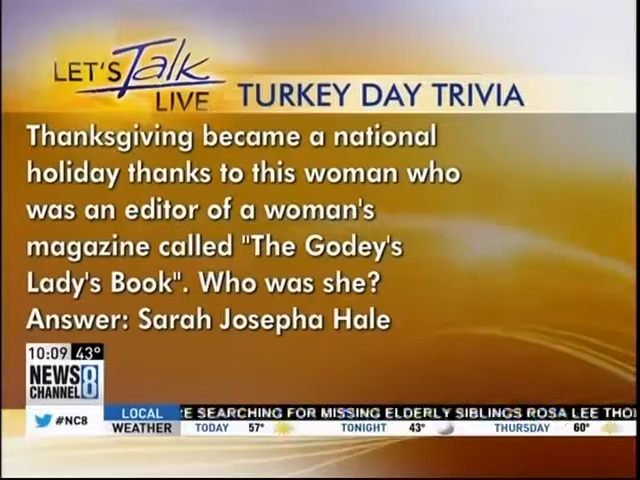 LET'S Talk LIVE
TURKEY DAY TRIVIA
Thanksgiving became a national
holiday thanks to this woman who
was an editor of a woman's
magazine called "The Godey's
Lady's Book". Who was she?
Answer: Sarah Josepha Hale
10:09 43°
NEWS CHANNEL 8
#NC8
LOCAL WEATHER
SEARCHING FOR MISSING ELDERLY SIBLINGS ROSA LEE
TODAY 57° TONIGHT 43° THURSDAY 60°